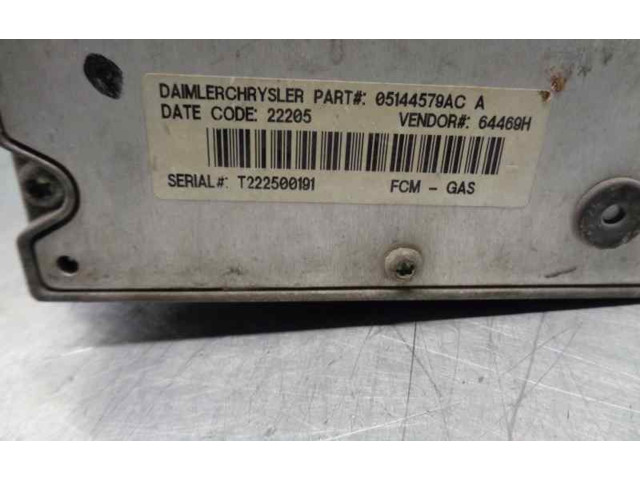 DAIMLERCHRYSLER PART#: 05144579AC A
DATE CODE: 22205 VENDOR#: 64469H
SERIAL#: T222500191 FCM - GAS